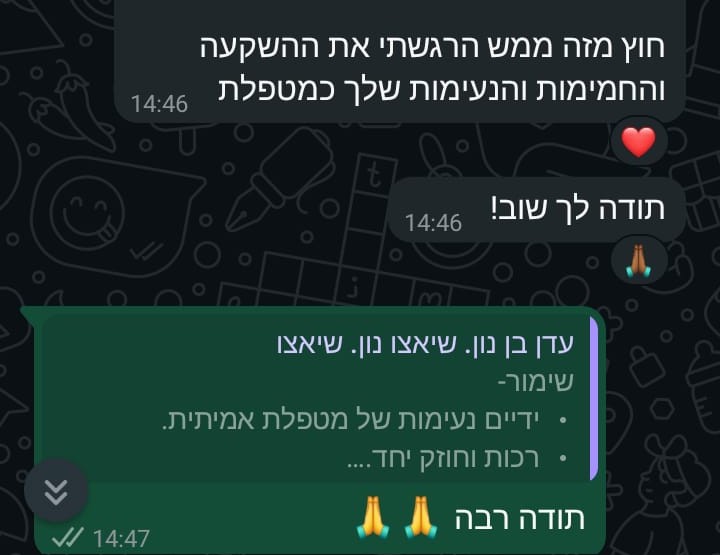 חוץ מזה ממש הרגשתי את ההשקעה
והחמימות והנעימות שלך כמטפלת
14:46
❤️
תודה לך שוב!
14:46
🙏🏾
עדן בן נון. שיאצו נון. שיאצו
שימור-
• ידיים נעימות של מטפלת אמיתית.
• רכות וחוזק יחד....
תודה רבה 🙏 🙏
14:47